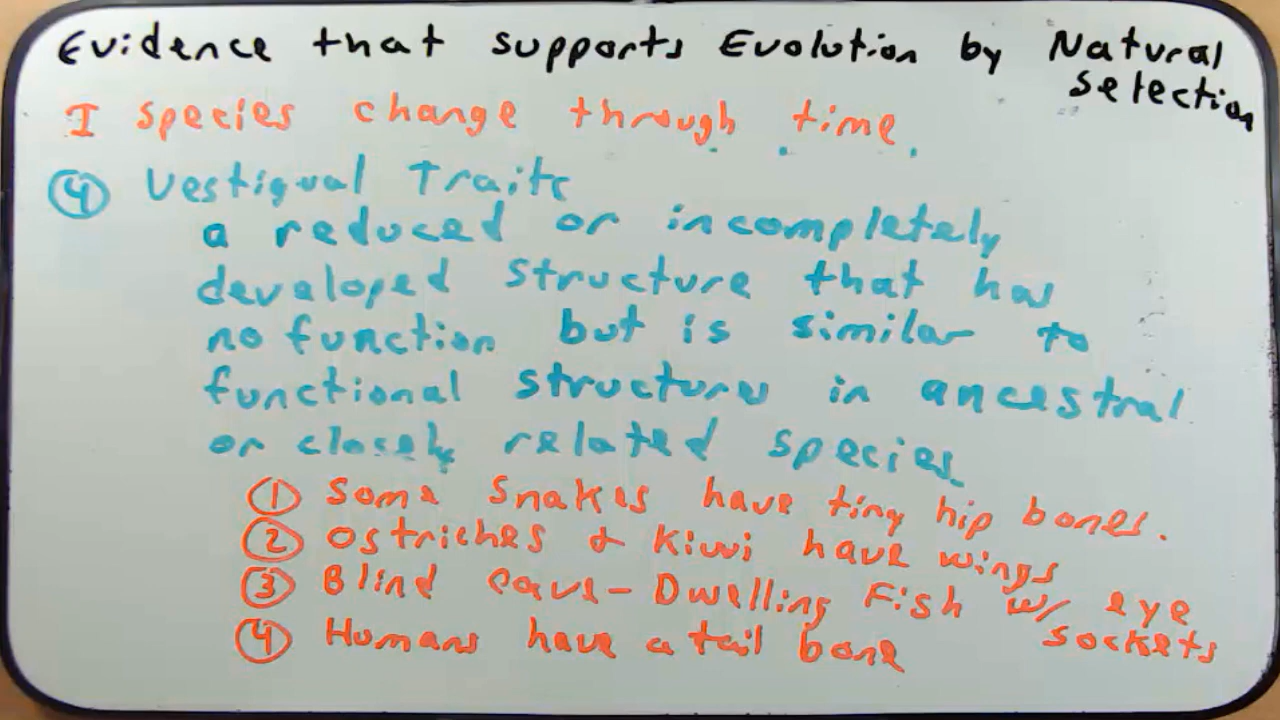 Evidence that supports Evolution by Natural
Selection
I species change through time.
④ Vestigual Traits
a reduced or incompletely
developed structure that has
no function but is similar to
functional structures in ancestral
or closely related species
① Some snakes have tiny hip bones.
② Ostriches & Kiwi have wings
③ Blind Cave-Dwelling Fish w/ eye
sockets
④ Humans have a tail bone